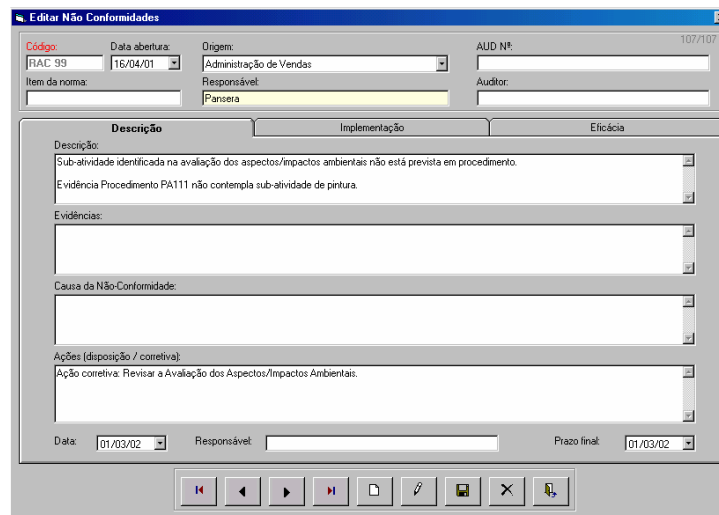 Editar Não Conformidades
107/107
Código: Data abertura: Origem: AUD Nº:
RAC 99 16/04/01 Administração de Vendas
Item da norma: Responsável: Auditor:
Pansera
Descrição Implementação Eficácia
Descrição:
Sub-atividade identificada na avaliação dos aspectos/impactos ambientais não está prevista em procedimento.
Evidência Procedimento PA111 não contempla sub-atividade de pintura.
Evidências:
Causa da Não-Conformidade:
Ações (disposição / corretiva):
Ação corretiva: Revisar a Avaliação dos Aspectos/Impactos Ambientais.
Data: 01/03/02 Responsável: Prazo final: 01/03/02